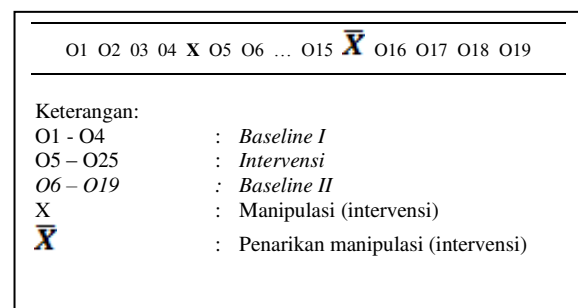 O1 O2 03 04 X O5 O6 … O15 X̅ O16 O17 O18 O19
Keterangan:
O1 - O4 : Baseline I
O5 – O25 : Intervensi
O6 – O19 : Baseline II
X : Manipulasi (intervensi)
X̅ : Penarikan manipulasi (intervensi)